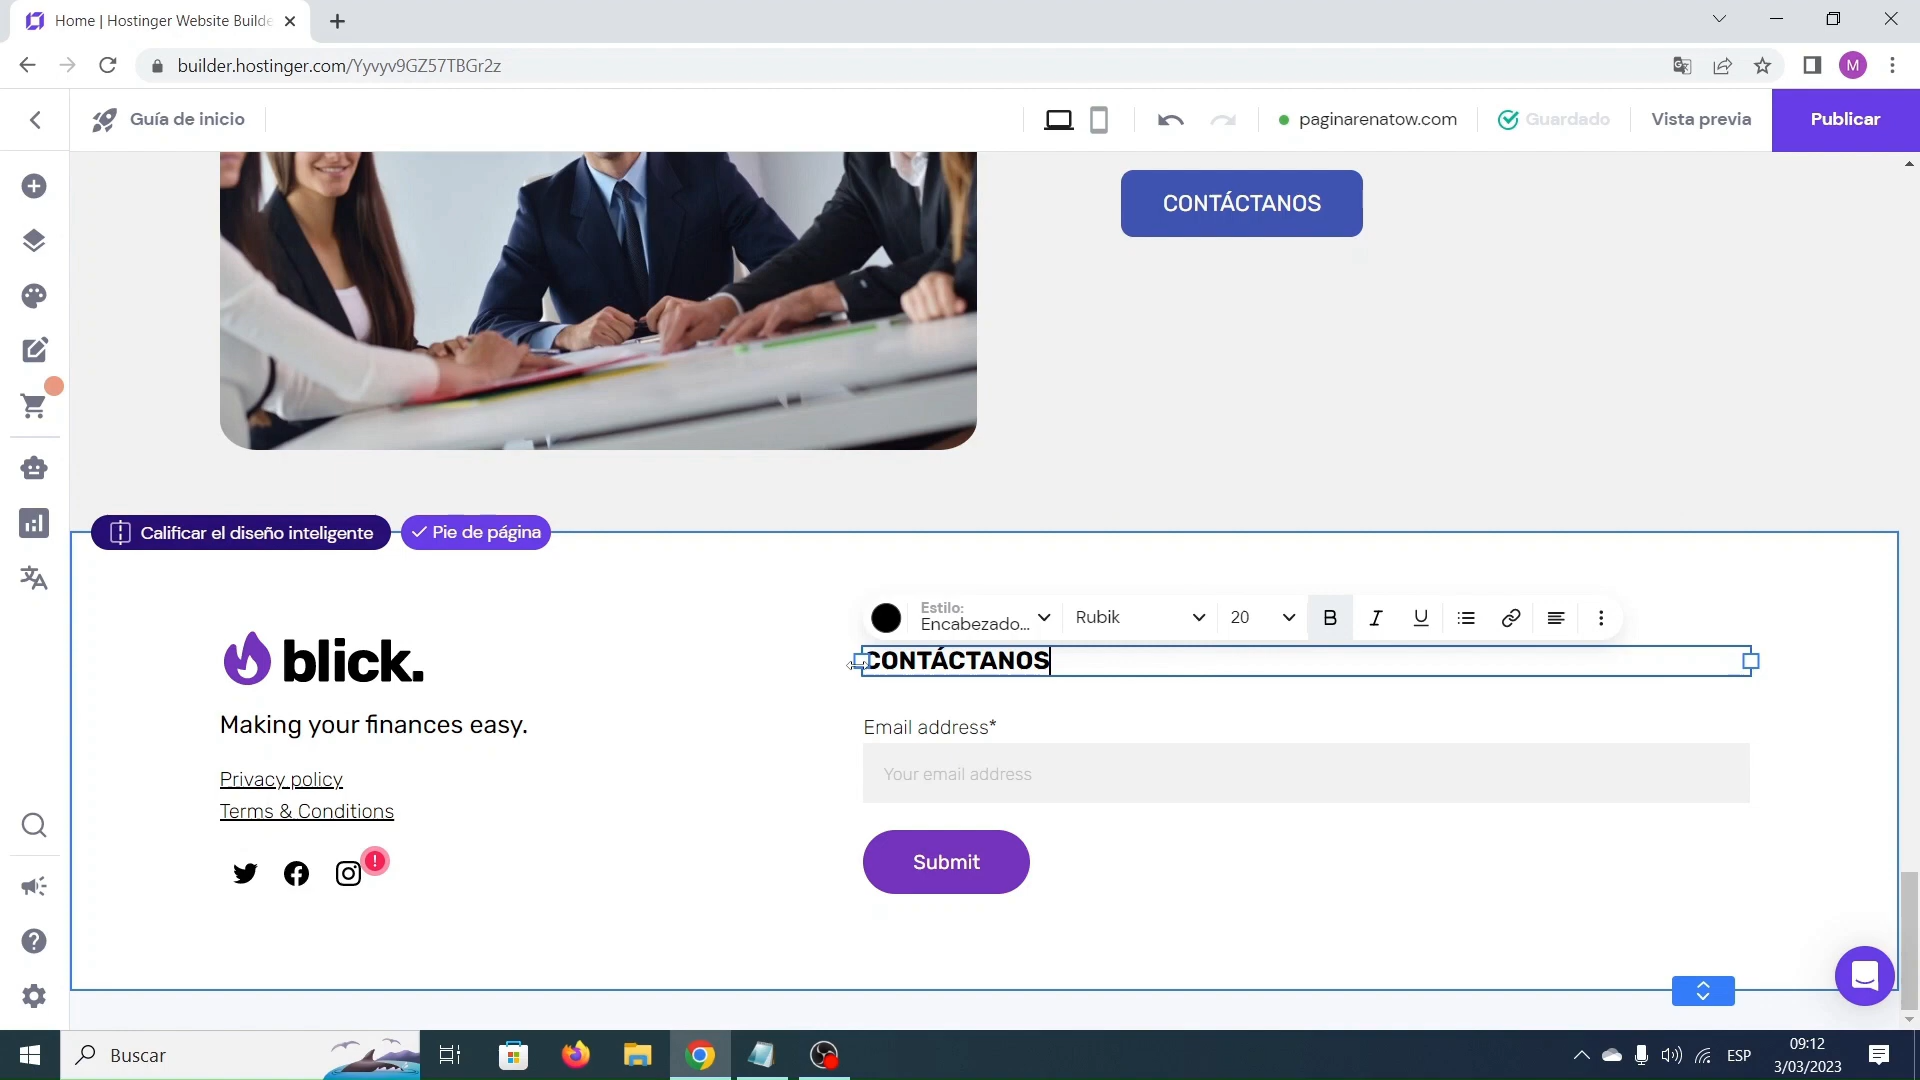 Home | Hostinger Website Builde
builder.hostinger.com/Yyvyv9GZ57TBGr2z
M
Guía de inicio
paginarenatow.com
Guardado
Vista previa
Publicar
CONTÁCTANOS
Calificar el diseño inteligente
Pie de página
Estilo:
Encabezado...
Rubik
20
B
I
U
blick.
CONTÁCTANOS
Making your finances easy.
Email address*
Your email address
Privacy policy
Terms & Conditions
Submit
Buscar
ESP
09:12
3/03/2023